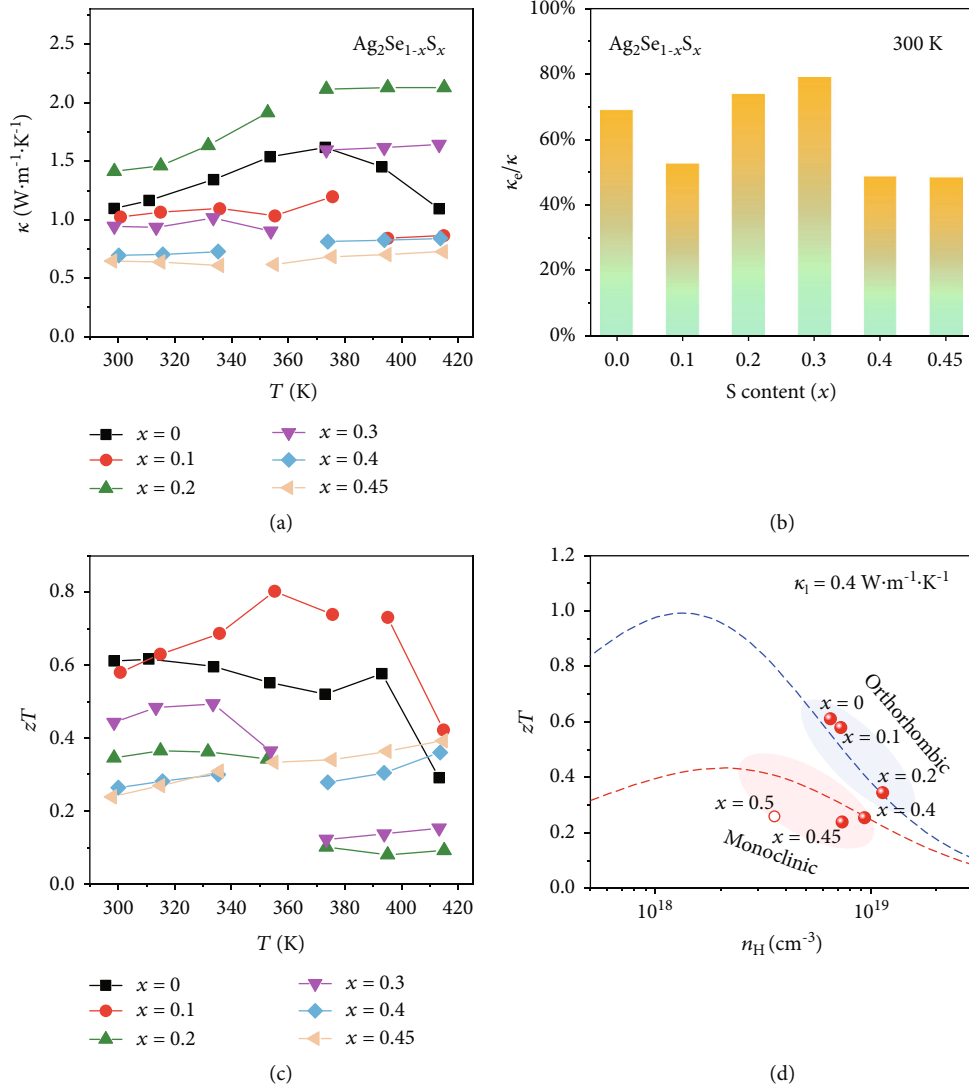 Ag2Se1-xSx
2.5
2.0
1.5
1.0
0.5
0.0
κ (W·m-1·K-1)
300 320 340 360 380 400 420
T (K)
x = 0 x = 0.3
x = 0.1 x = 0.4
x = 0.2 x = 0.45
(a)
100%
80%
60%
40%
20%
0%
κe/κ
Ag2Se1-xSx 300 K
0.0 0.1 0.2 0.3 0.4 0.45
S content (x)
(b)
0.8
0.6
0.4
0.2
0.0
zT
300 320 340 360 380 400 420
T (K)
x = 0 x = 0.3
x = 0.1 x = 0.4
x = 0.2 x = 0.45
(c)
1.2
1.0
0.8
0.6
0.4
0.2
0.0
zT
κl = 0.4 W·m-1·K-1
Orthorhombic
x = 0
x = 0.1
x = 0.2
x = 0.4
x = 0.5
x = 0.45
Monoclinic
1018 1019
nH (cm-3)
(d)